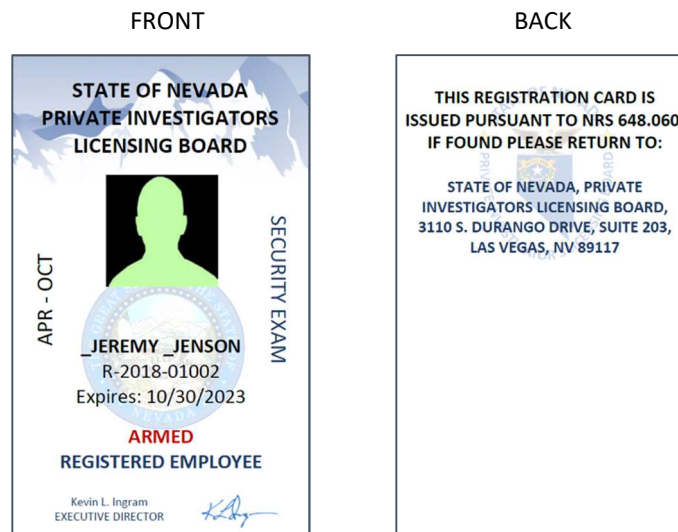 FRONT
STATE OF NEVADA
PRIVATE INVESTIGATORS
LICENSING BOARD
APR - OCT
SECURITY EXAM
_JEREMY _JENSON
R-2018-01002
Expires: 10/30/2023
NEVADA
ARMED
REGISTERED EMPLOYEE
Kevin L. Ingram
EXECUTIVE DIRECTOR
BACK
THIS REGISTRATION CARD IS
ISSUED PURSUANT TO NRS 648.060
IF FOUND PLEASE RETURN TO:
STATE OF NEVADA, PRIVATE
INVESTIGATORS LICENSING BOARD,
3110 S. DURANGO DRIVE, SUITE 203,
LAS VEGAS, NV 89117